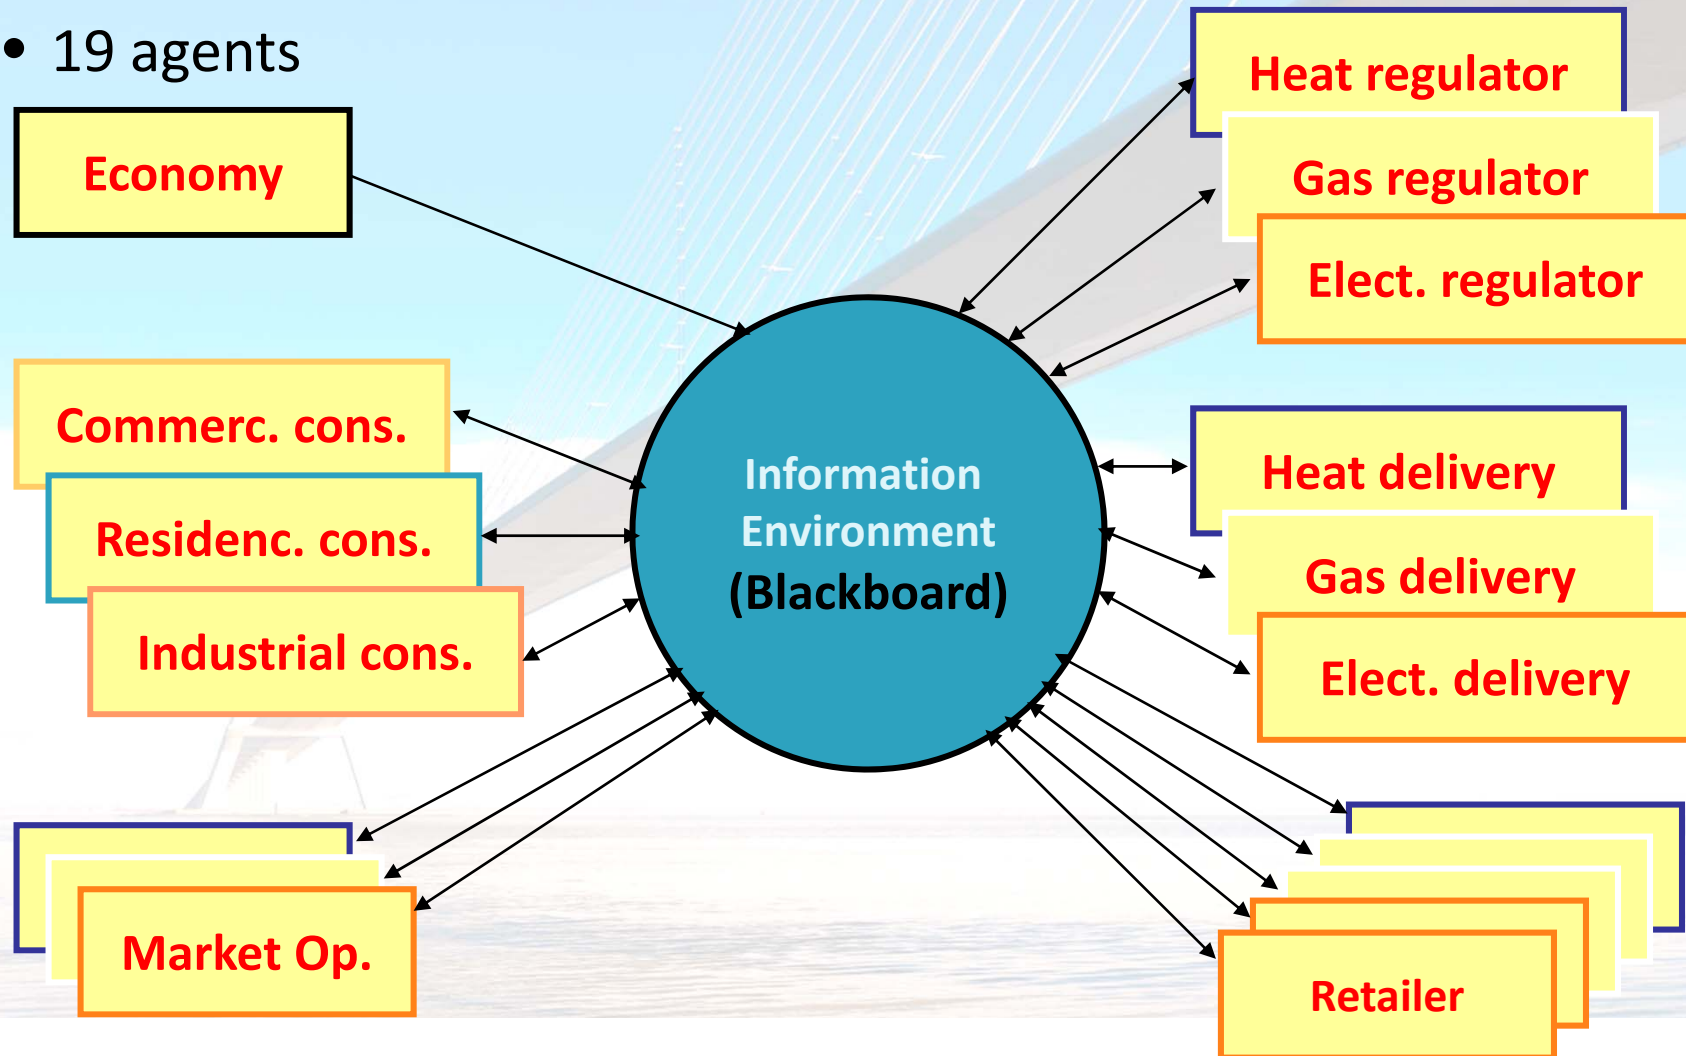 • 19 agents
Economy
Commerc. cons.
Residenc. cons.
Industrial cons.
Market Op.
Information
Environment
(Blackboard)
Heat regulator
Gas regulator
Elect. regulator
Heat delivery
Gas delivery
Elect. delivery
Retailer